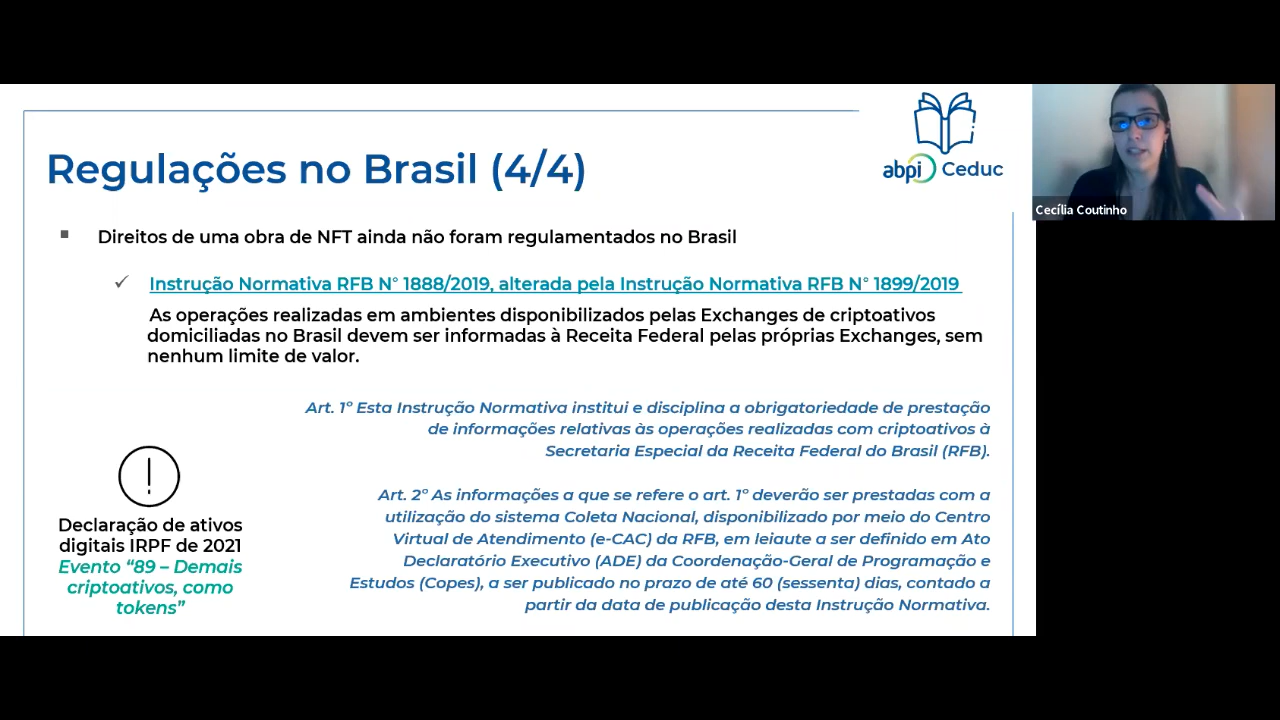 abpi Ceduc
Regulações no Brasil (4/4)
Cecília Coutinho
Direitos de uma obra de NFT ainda não foram regulamentados no Brasil
Instrução Normativa RFB N° 1888/2019, alterada pela Instrução Normativa RFB N° 1899/2019
As operações realizadas em ambientes disponibilizados pelas Exchanges de criptoativos
domiciliadas no Brasil devem ser informadas à Receita Federal pelas próprias Exchanges, sem
nenhum limite de valor.
Art. 1º Esta Instrução Normativa institui e disciplina a obrigatoriedade de prestação
de informações relativas às operações realizadas com criptoativos à
Secretaria Especial da Receita Federal do Brasil (RFB).
Art. 2º As informações a que se refere o art. 1º deverão ser prestadas com a
utilização do sistema Coleta Nacional, disponibilizado por meio do Centro
Virtual de Atendimento (e-CAC) da RFB, em leiaute a ser definido em Ato
Declaratório Executivo (ADE) da Coordenação-Geral de Programação e
Estudos (Copes), a ser publicado no prazo de até 60 (sessenta) dias, contado a
partir da data de publicação desta Instrução Normativa.
Declaração de ativos
digitais IRPF de 2021
Evento “89 – Demais
criptoativos, como
tokens”